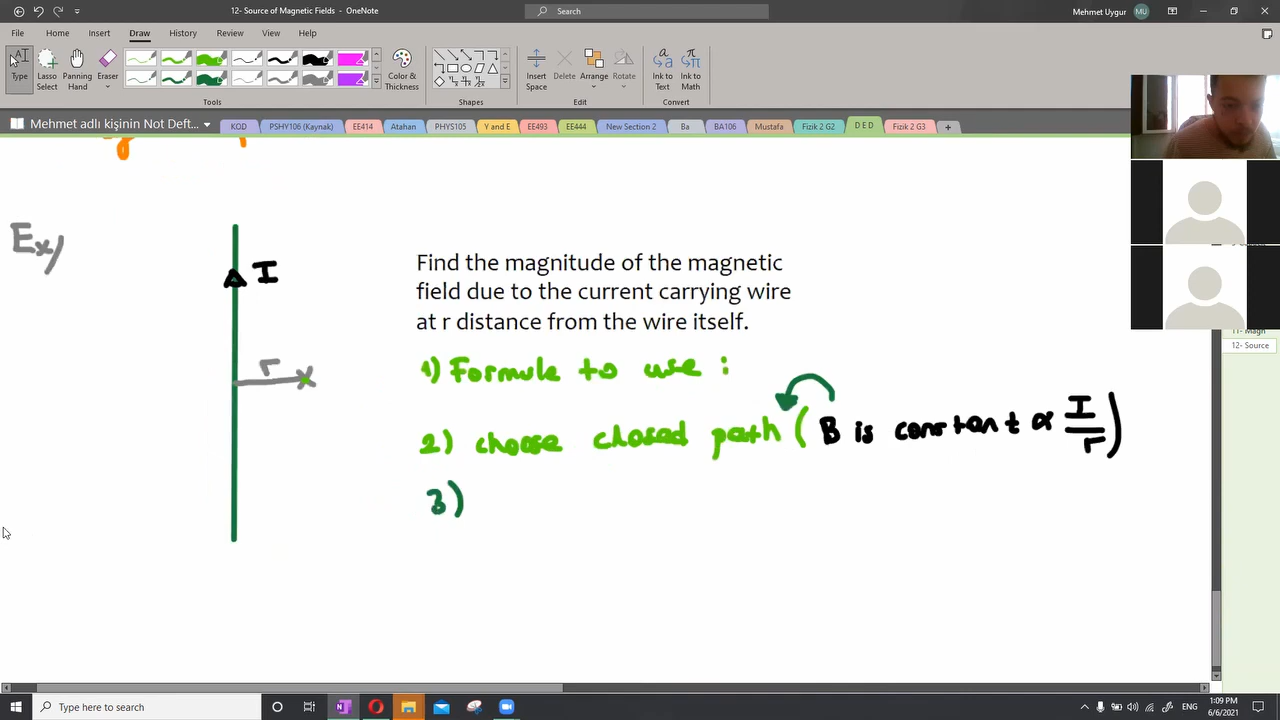 12- Source of Magnetic Fields - OneNote
Search
Mehmet Uygur MU
File Home Insert Draw History Review View Help
Type
Lasso Select
Panning Hand
Eraser
Color & Thickness
Insert Space
Delete
Arrange
Rotate
Ink to Text
Ink to Math
Tools
Shapes
Edit
Convert
Mehmet adlı kişinin Not Deft...
KOD PSHY106 (Kaynak) EE414 Atahan PHYS105 Y and E EE493 EE444 New Section 2 Ba BA106 Mustafa Fizik 2 G2 D E D Fizik 2 G3 +
Ex/
I
r
Find the magnitude of the magnetic
field due to the current carrying wire
at r distance from the wire itself.
1) Formule to use :
2) choose chosed path ( B is constant ∝ I/r )
3)
11- Magn
12- Source
Type here to search
ENG
1:09 PM
6/6/2021